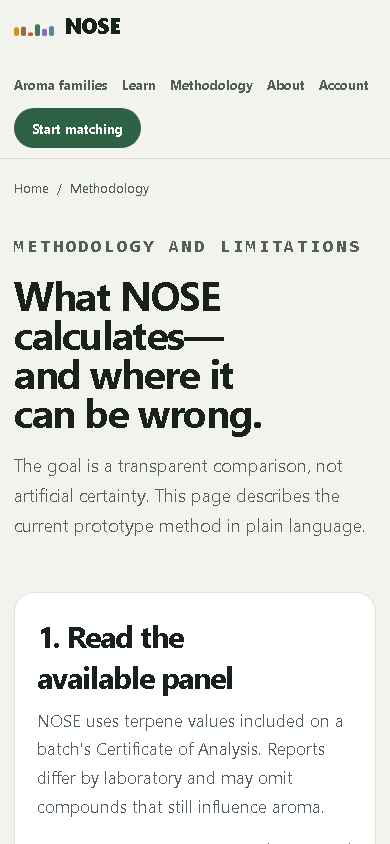 NOSE
Aroma families Learn Methodology About Account
Start matching
Home / Methodology
METHODOLOGY AND LIMITATIONS
What NOSE
calculates—
and where it
can be wrong.
The goal is a transparent comparison, not
artificial certainty. This page describes the
current prototype method in plain language.
1. Read the
available panel
NOSE uses terpene values included on a
batch's Certificate of Analysis. Reports
differ by laboratory and may omit
compounds that still influence aroma.